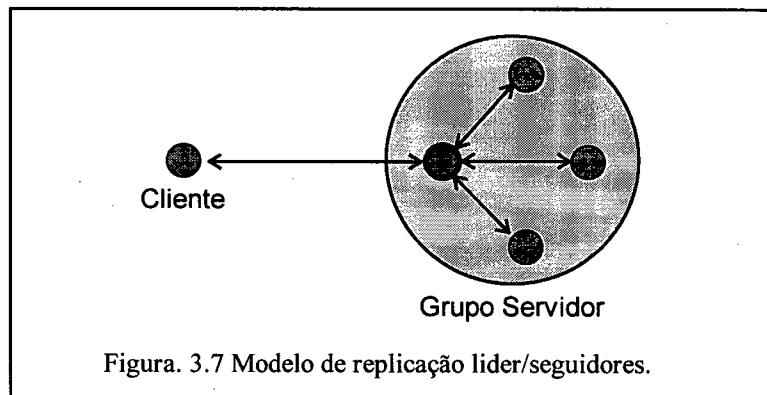 Cliente
Grupo Servidor
Figura. 3.7 Modelo de replicação lider/seguidores.